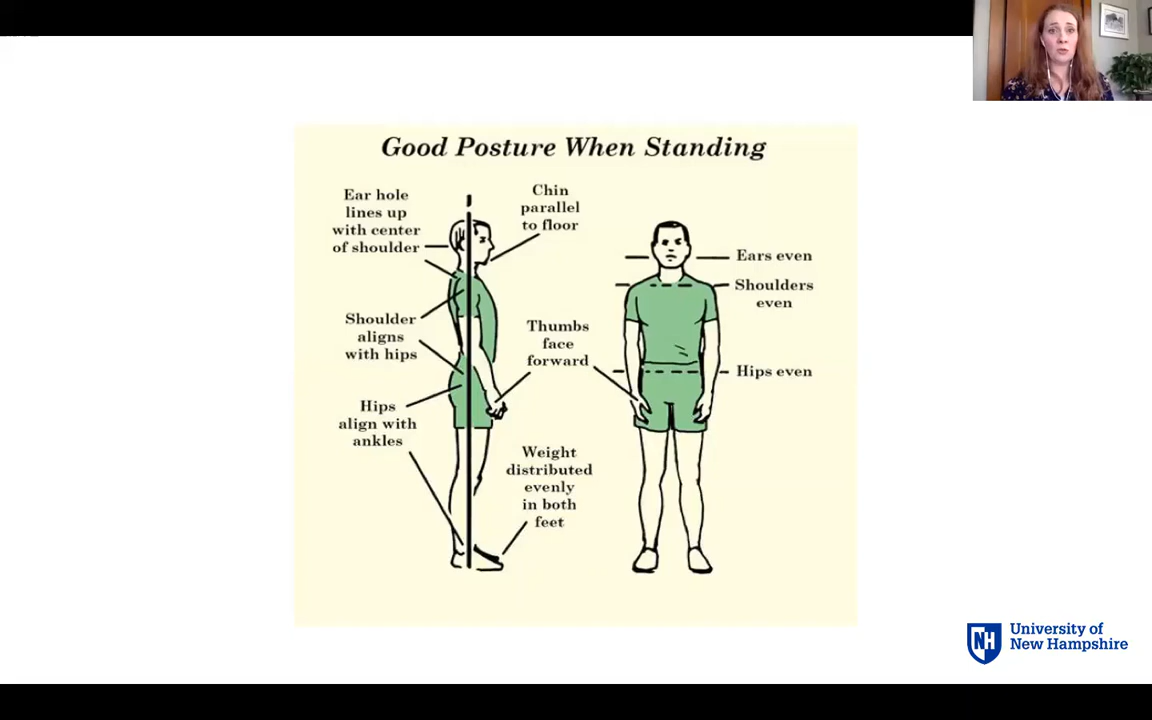 Good Posture When Standing
Ear hole
lines up
with center
of shoulder
Chin
parallel
to floor
Shoulder
aligns
with hips
Thumbs
face
forward
Hips
align with
ankles
Weight
distributed
evenly
in both
feet
Ears even
Shoulders
even
Hips even
NH
University of
New Hampshire